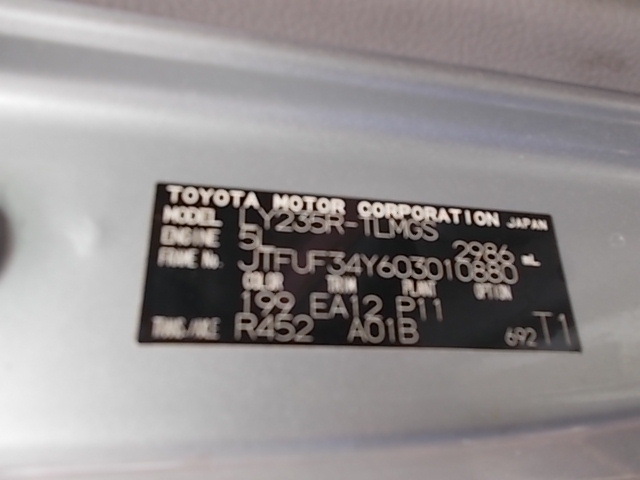 TOYOTA MOTOR CORPORATION JAPAN
MODEL LY235R-TLMGS
ENGINE 5L 2986 mL
FRAME No. JTFUF34Y603010880
COLOR TRIM PLANT OPTION
199 EA12 P11
TRNS/AXLE R452 A01B 692 T1